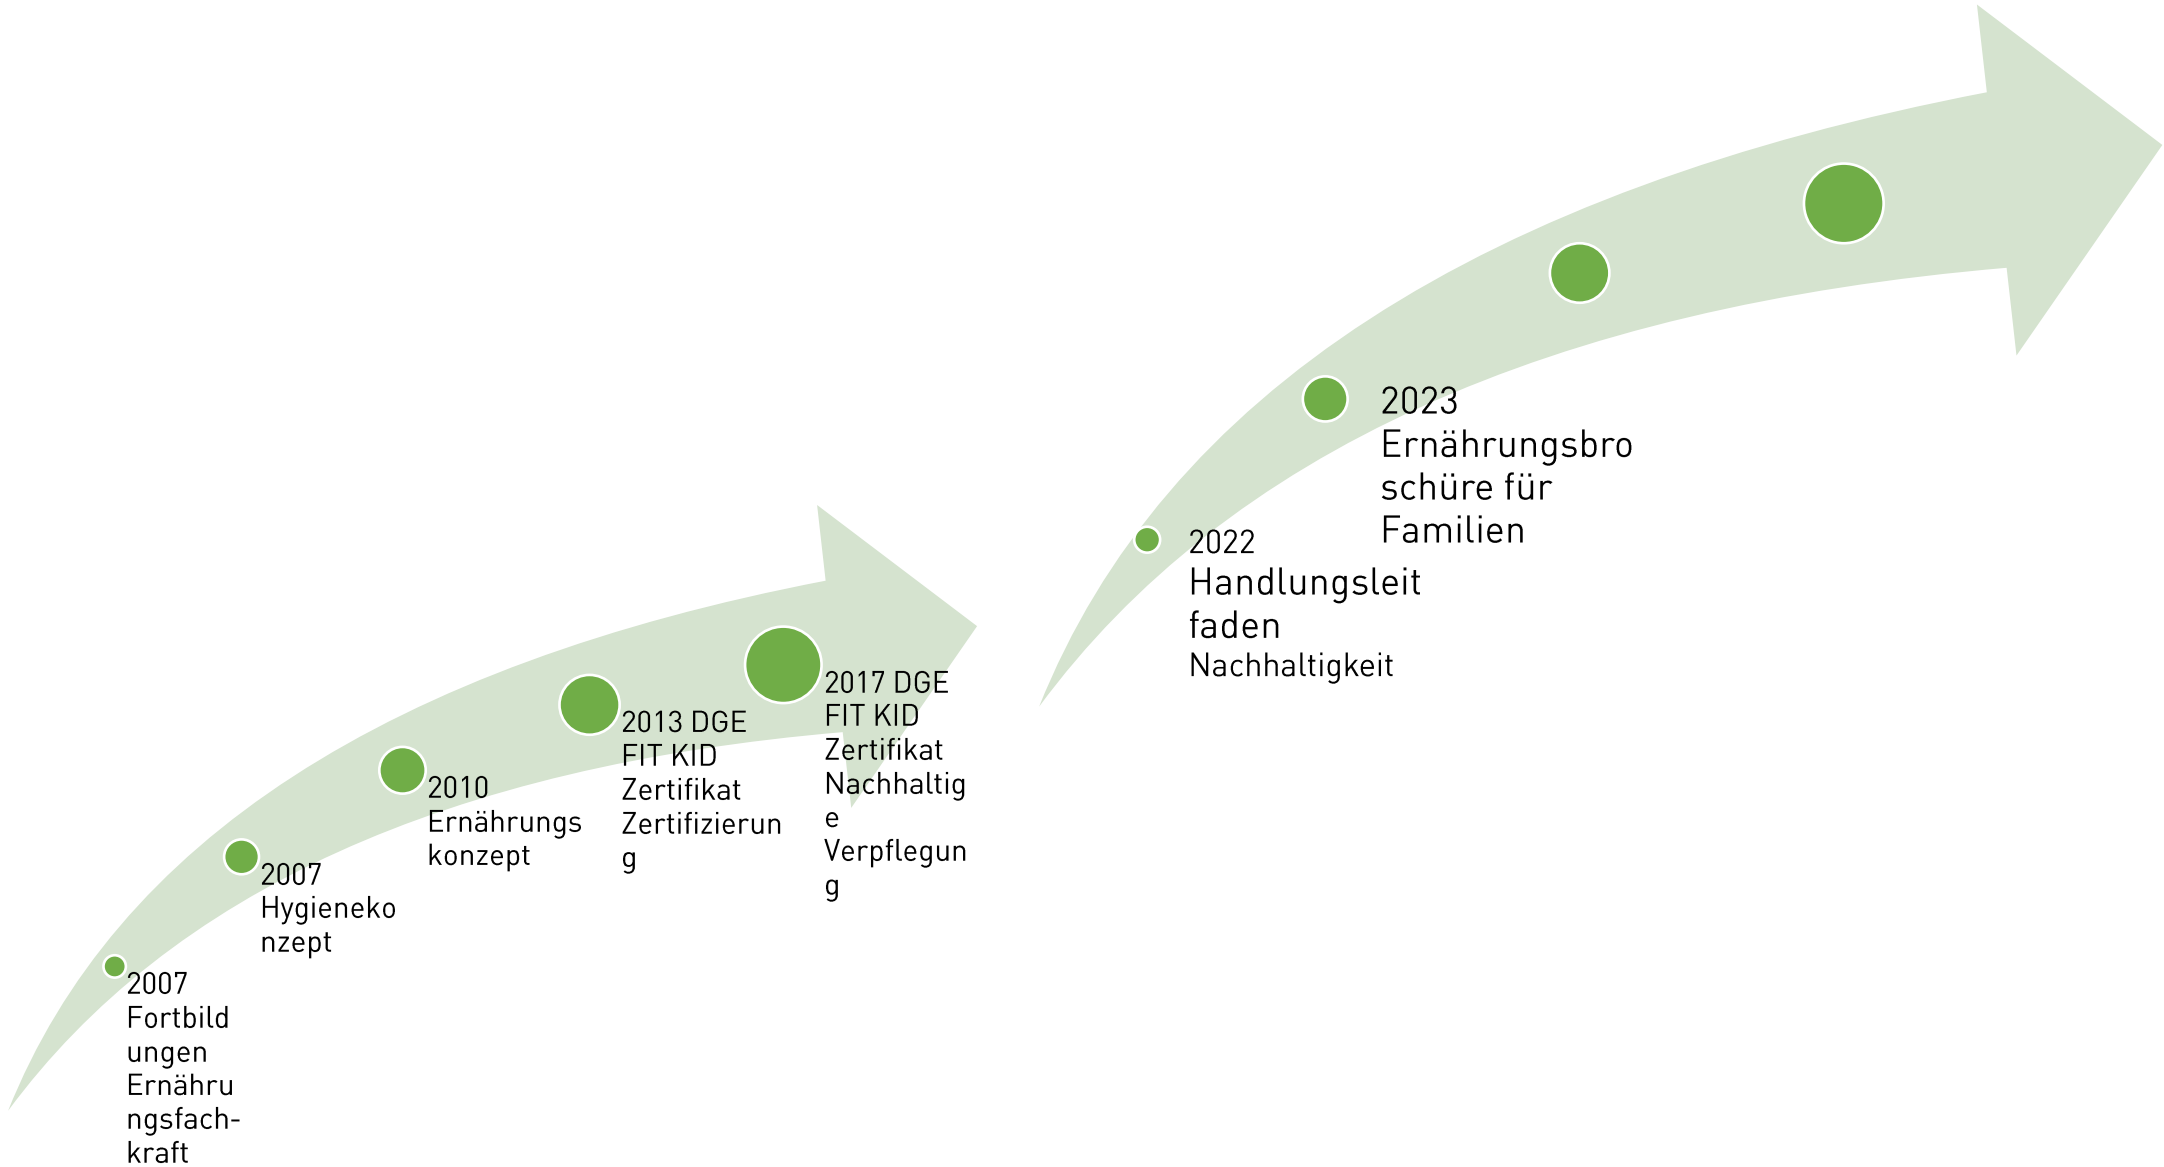 2007
Fortbild
ungen
Ernähru
ngsfach-
kraft
2007
Hygieneko
nzept
2010
Ernährungs
konzept
2013 DGE
FIT KID
Zertifikat
Zertifizierun
g
2017 DGE
FIT KID
Zertifikat
Nachhaltig
e
Verpflegun
g
2022
Handlungsleit
faden
Nachhaltigkeit
2023
Ernährungsbro
schüre für
Familien